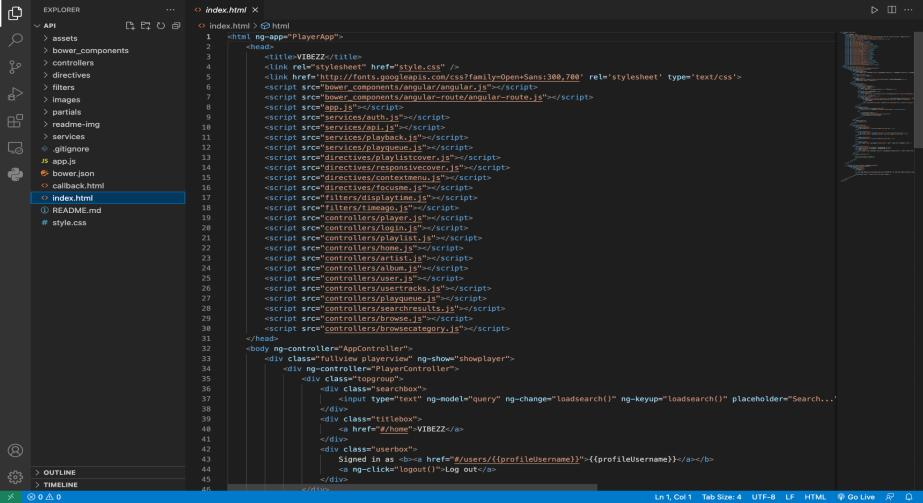 EXPLORER
API
assets
bower_components
controllers
directives
filters
images
partials
readme-img
services
.gitignore
JS app.js
bower.json
<> callback.html
<> index.html
README.md
# style.css
OUTLINE
TIMELINE
<> index.html ×
<> index.html > html
1 <html ng-app="PlayerApp">
2 <head>
3 <title>VIBEZZ</title>
4 <link rel="stylesheet" href="style.css" />
5 <link href='http://fonts.googleapis.com/css?family=Open+Sans:300,700' rel='stylesheet' type='text/css'>
6 <script src="bower_components/angular/angular.js"></script>
7 <script src="bower_components/angular-route/angular-route.js"></script>
8 <script src="app.js"></script>
9 <script src="services/auth.js"></script>
10 <script src="services/api.js"></script>
11 <script src="services/playback.js"></script>
12 <script src="services/playqueue.js"></script>
13 <script src="directives/playlistcover.js"></script>
14 <script src="directives/responsivecover.js"></script>
15 <script src="directives/contextmenu.js"></script>
16 <script src="directives/focusme.js"></script>
17 <script src="filters/displaytime.js"></script>
18 <script src="filters/timeago.js"></script>
19 <script src="controllers/player.js"></script>
20 <script src="controllers/login.js"></script>
21 <script src="controllers/playlist.js"></script>
22 <script src="controllers/home.js"></script>
23 <script src="controllers/artist.js"></script>
24 <script src="controllers/album.js"></script>
25 <script src="controllers/user.js"></script>
26 <script src="controllers/usertracks.js"></script>
27 <script src="controllers/playqueue.js"></script>
28 <script src="controllers/searchresults.js"></script>
29 <script src="controllers/browse.js"></script>
30 <script src="controllers/browsecategory.js"></script>
31 </head>
32 <body ng-controller="AppController">
33 <div class="fullview playerview" ng-show="showplayer">
34 <div ng-controller="PlayerController">
35 <div class="topgroup">
36 <div class="searchbox">
37 <input type="text" ng-model="query" ng-change="loadsearch()" ng-keyup="loadsearch()" placeholder="Search..."
38 </div>
39 <div class="titlebox">
40 <a href="#/home">VIBEZZ</a>
41 </div>
42 <div class="userbox">
43 Signed in as <b><a href="#/users/{{profileUsername}}">{{profileUsername}}</a></b>
44 <a ng-click="logout()">Log out</a>
45 </div>
46 </div>
0 0
Ln 1, Col 1 Tab Size: 4 UTF-8 LF HTML Go Live